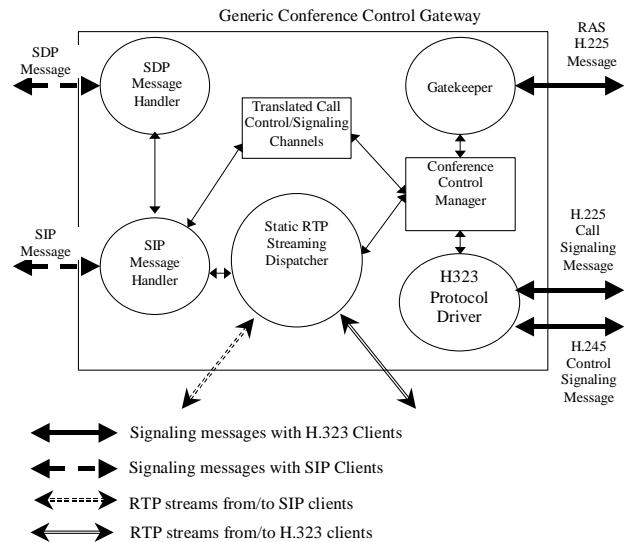 Generic Conference Control Gateway
SDP
Message
SDP
Message
Handler
Translated Call
Control/Signaling
Channels
Gatekeeper
RAS
H.225
Message
Conference
Control
Manager
SIP
Message
SIP
Message
Handler
Static RTP
Streaming
Dispatcher
H323
Protocol
Driver
H.225
Call
Signaling
Message
H.245
Control
Signaling
Message
Signaling messages with H.323 Clients
Signaling messages with SIP Clients
RTP streams from/to SIP clients
RTP streams from/to H.323 clients